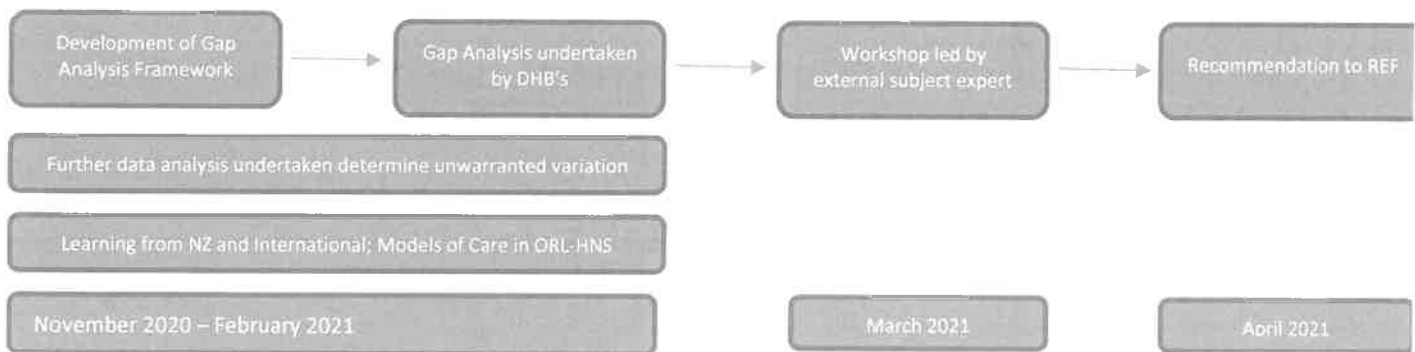 Development of Gap
Analysis Framework
Gap Analysis undertaken
by DHB's
Workshop led by
external subject expert
Recommendation to REF
Further data analysis undertaken determine unwarranted variation
Learning from NZ and International; Models of Care in ORL-HNS
November 2020 – February 2021
March 2021
April 2021